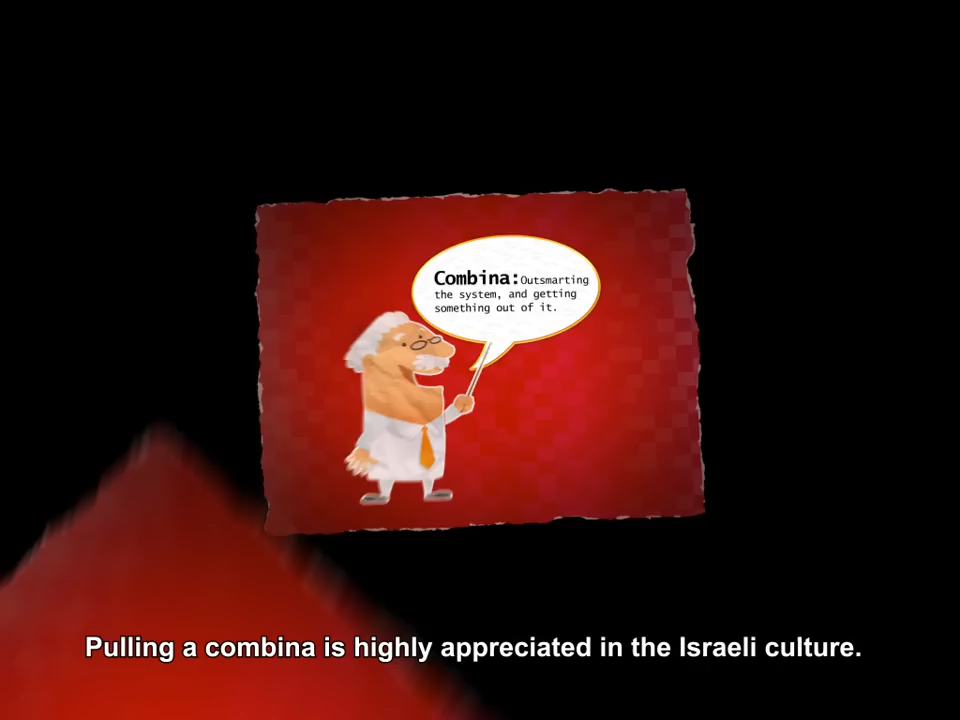 Combina: Outsmarting
the system, and getting
something out of it.
Pulling a combina is highly appreciated in the Israeli culture.